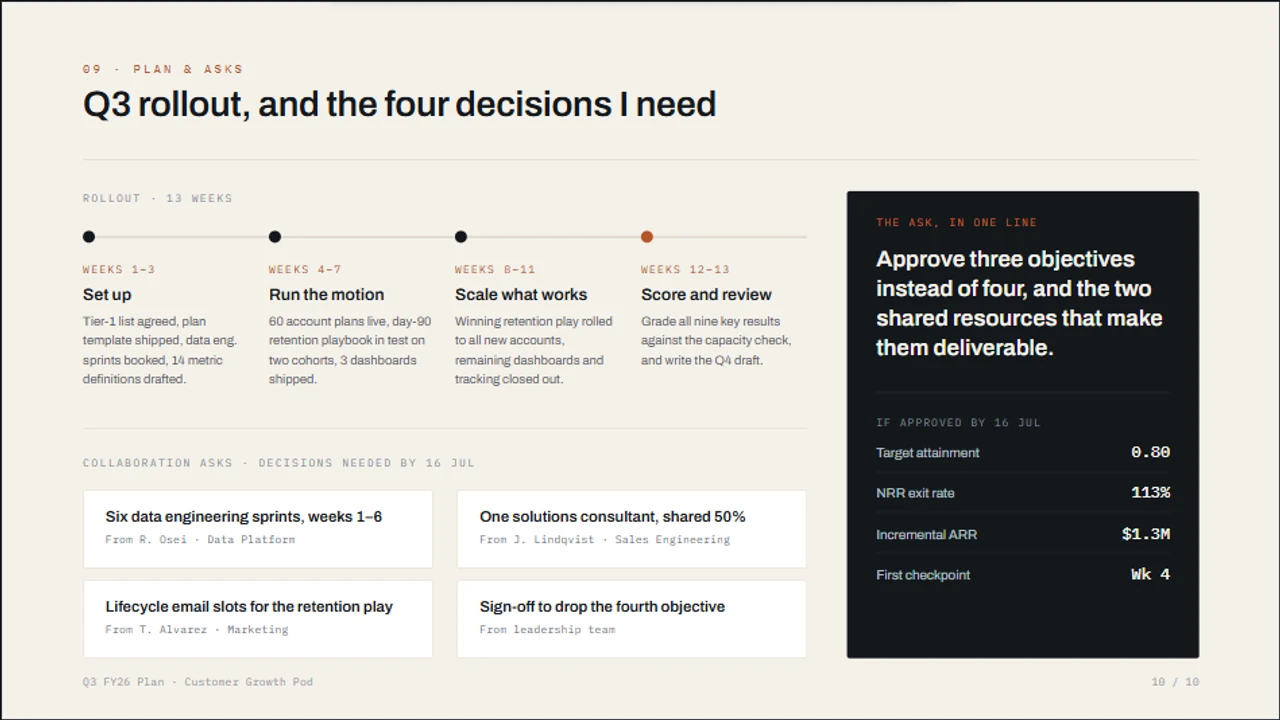 09 · PLAN & ASKS
Q3 rollout, and the four decisions I need
ROLLOUT · 13 WEEKS
WEEKS 1–3
Set up
Tier-1 list agreed, plan
template shipped, data eng.
sprints booked, 14 metric
definitions drafted.
WEEKS 4–7
Run the motion
60 account plans live, day-90
retention playbook in test on
two cohorts, 3 dashboards
shipped.
WEEKS 8–11
Scale what works
Winning retention play rolled
to all new accounts,
remaining dashboards and
tracking closed out.
WEEKS 12–13
Score and review
Grade all nine key results
against the capacity check,
and write the Q4 draft.
COLLABORATION ASKS · DECISIONS NEEDED BY 16 JUL
Six data engineering sprints, weeks 1–6
From R. Osei · Data Platform
One solutions consultant, shared 50%
From J. Lindqvist · Sales Engineering
Lifecycle email slots for the retention play
From T. Alvarez · Marketing
Sign-off to drop the fourth objective
From leadership team
THE ASK, IN ONE LINE
Approve three objectives
instead of four, and the two
shared resources that make
them deliverable.
IF APPROVED BY 16 JUL
Target attainment 0.80
NRR exit rate 113%
Incremental ARR $1.3M
First checkpoint Wk 4
Q3 FY26 Plan · Customer Growth Pod
10 / 10